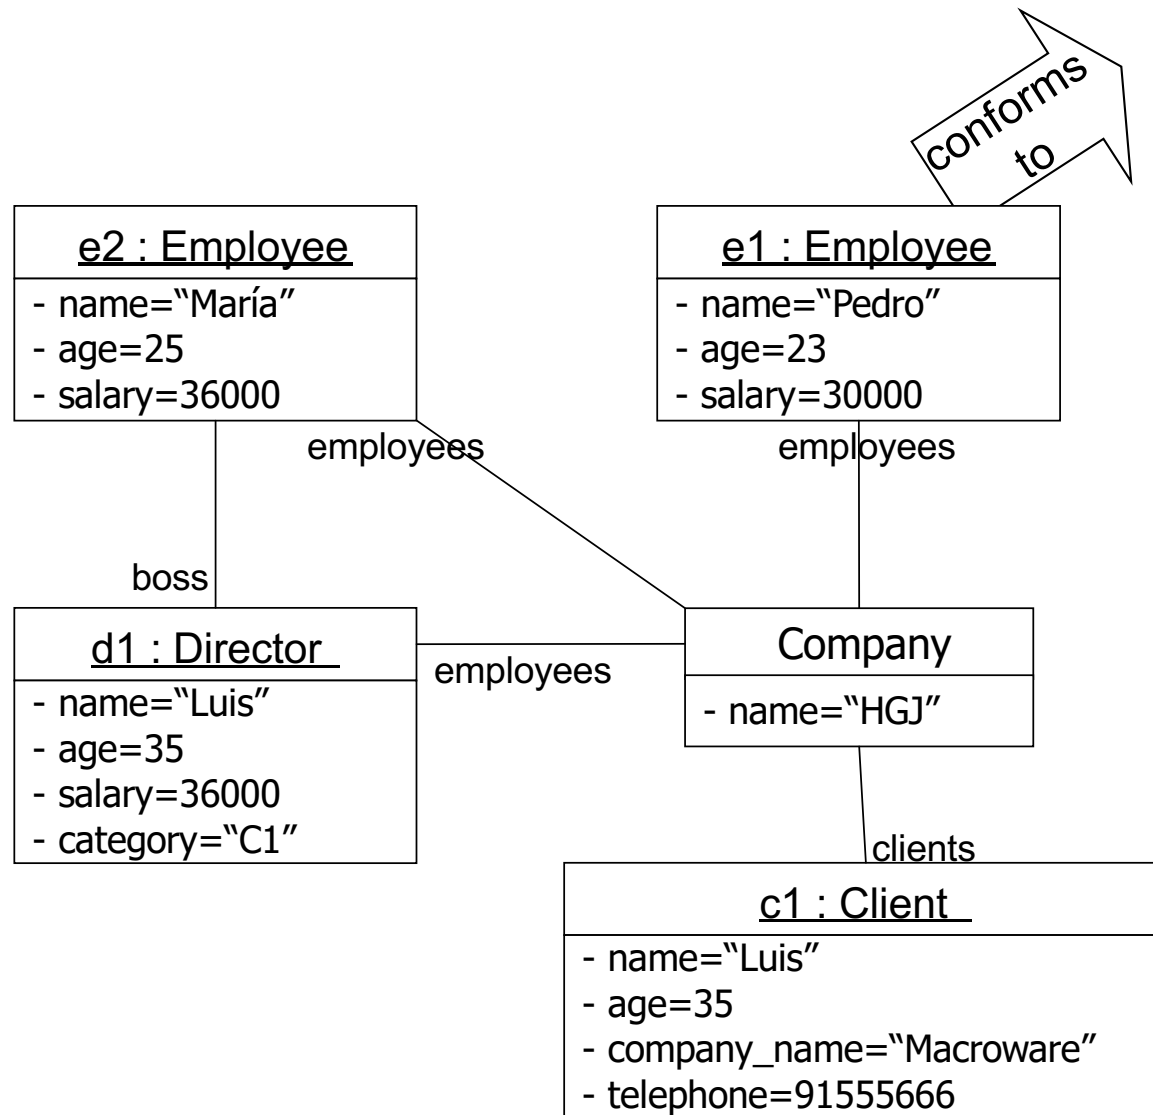 conforms
to
e2 : Employee
- name=“María”
- age=25
- salary=36000
e1 : Employee
- name=“Pedro”
- age=23
- salary=30000
employees
employees
boss
d1 : Director
- name=“Luis”
- age=35
- salary=36000
- category=“C1”
employees
Company
- name=“HGJ”
clients
c1 : Client
- name=“Luis”
- age=35
- company_name=“Macroware”
- telephone=91555666